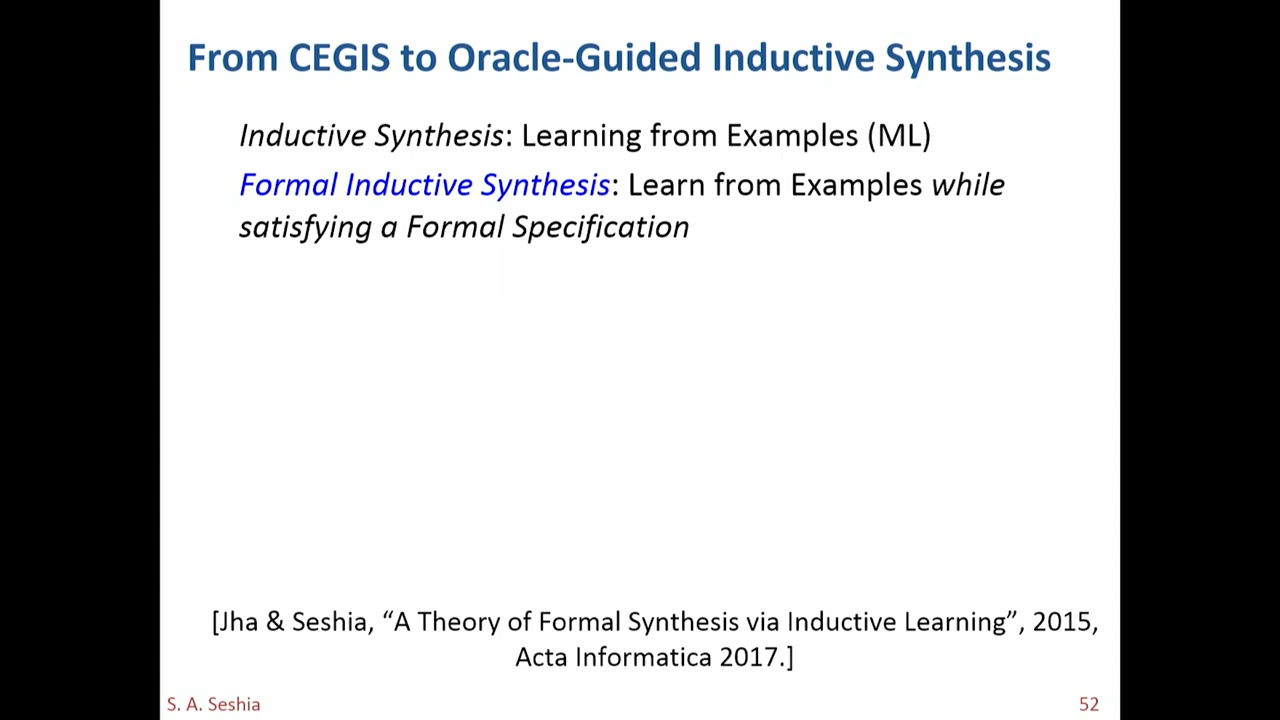 From CEGIS to Oracle-Guided Inductive Synthesis
Inductive Synthesis: Learning from Examples (ML)
Formal Inductive Synthesis: Learn from Examples while
satisfying a Formal Specification
[Jha & Seshia, “A Theory of Formal Synthesis via Inductive Learning”, 2015,
Acta Informatica 2017.]
S. A. Seshia
52